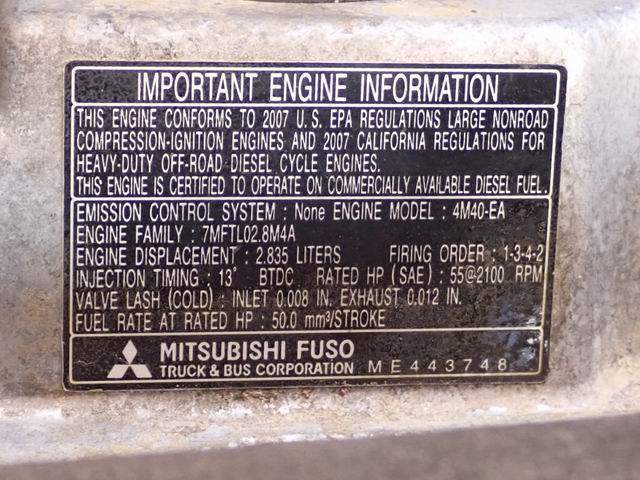 IMPORTANT ENGINE INFORMATION
THIS ENGINE CONFORMS TO 2007 U.S. EPA REGULATIONS LARGE NONROAD
COMPRESSION-IGNITION ENGINES AND 2007 CALIFORNIA REGULATIONS FOR
HEAVY-DUTY OFF-ROAD DIESEL CYCLE ENGINES.
THIS ENGINE IS CERTIFIED TO OPERATE ON COMMERCIALLY AVAILABLE DIESEL FUEL.
EMISSION CONTROL SYSTEM : None ENGINE MODEL : 4M40-EA
ENGINE FAMILY : 7MFTL02.8M4A
ENGINE DISPLACEMENT : 2.835 LITERS FIRING ORDER : 1-3-4-2
INJECTION TIMING : 13° BTDC RATED HP (SAE) : 55@2100 RPM
VALVE LASH (COLD) : INLET 0.008 IN. EXHAUST 0.012 IN.
FUEL RATE AT RATED HP : 50.0 mm³/STROKE
MITSUBISHI FUSO
TRUCK & BUS CORPORATION ME443748